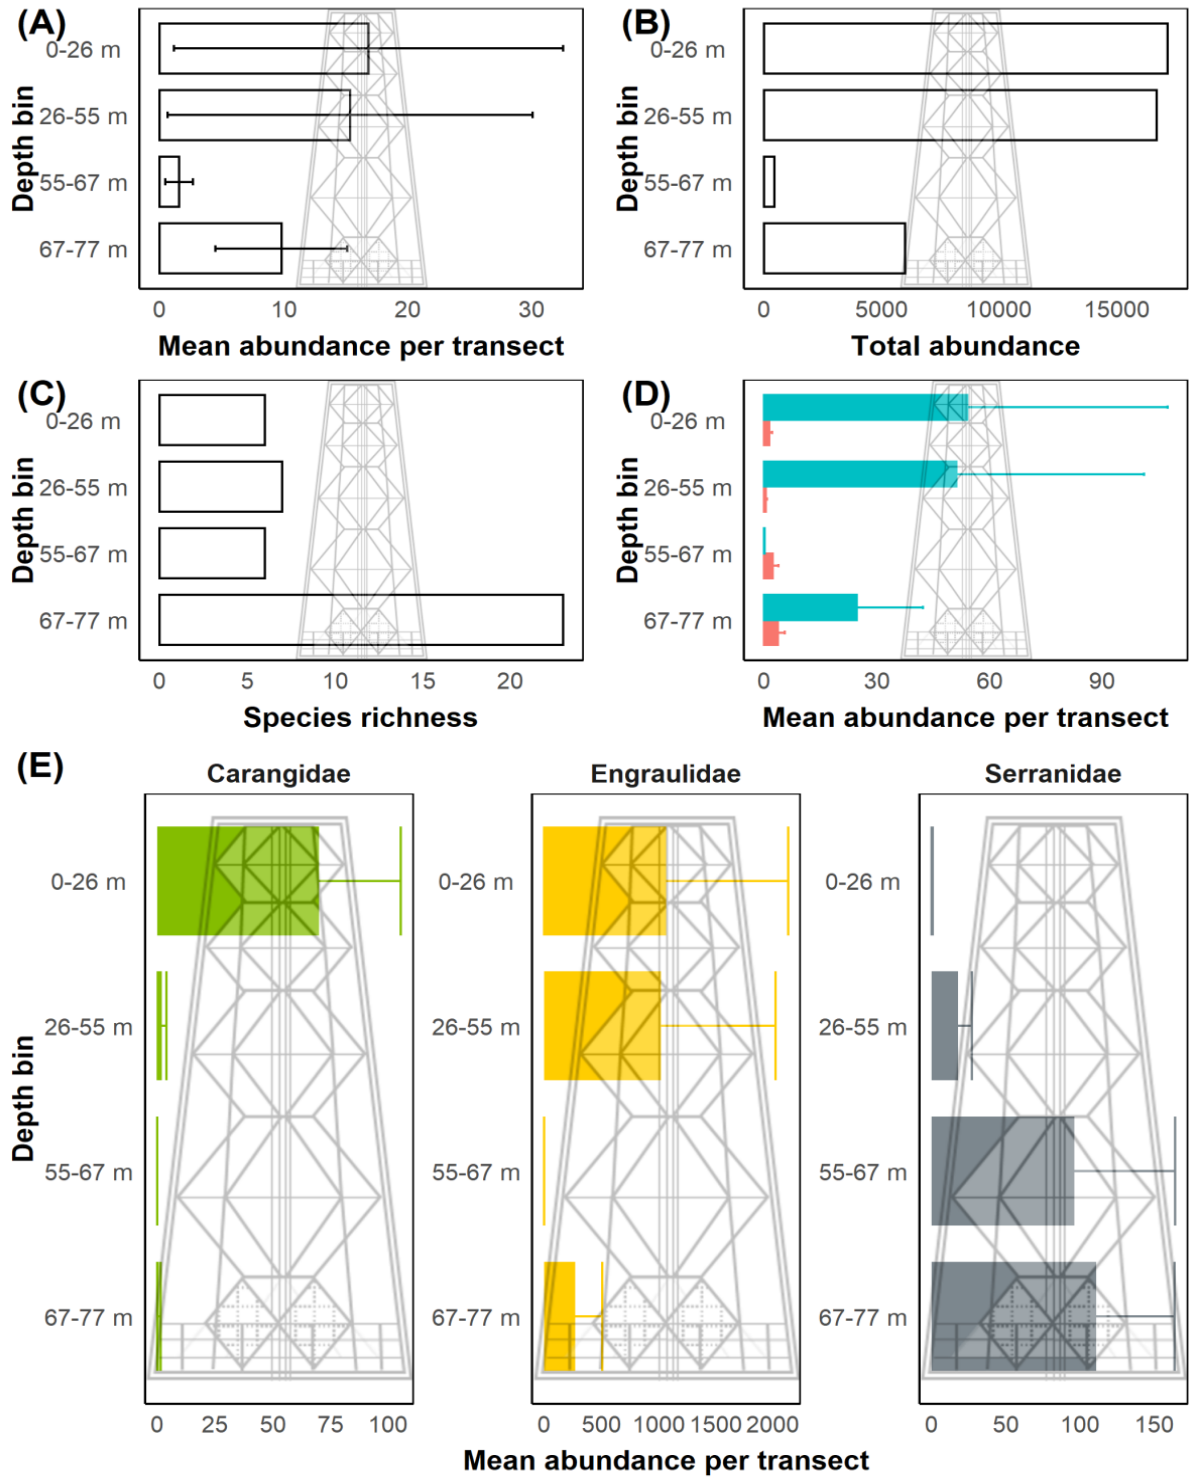 (A)
(B)
Depth bin
0-26 m
26-55 m
55-67 m
67-77 m
0 10 20 30
Mean abundance per transect
Depth bin
0-26 m
26-55 m
55-67 m
67-77 m
0 5000 10000 15000
Total abundance
(C)
Depth bin
0-26 m
26-55 m
55-67 m
67-77 m
0 5 10 15 20
Species richness
(D)
Depth bin
0-26 m
26-55 m
55-67 m
67-77 m
0 30 60 90
Mean abundance per transect
(E)
Carangidae
Engraulidae
Serranidae
Depth bin
0-26 m
26-55 m
55-67 m
67-77 m
0 25 50 75 100
0-26 m
26-55 m
55-67 m
67-77 m
0 500 1000 1500 2000
0-26 m
26-55 m
55-67 m
67-77 m
0 50 100 150
Mean abundance per transect